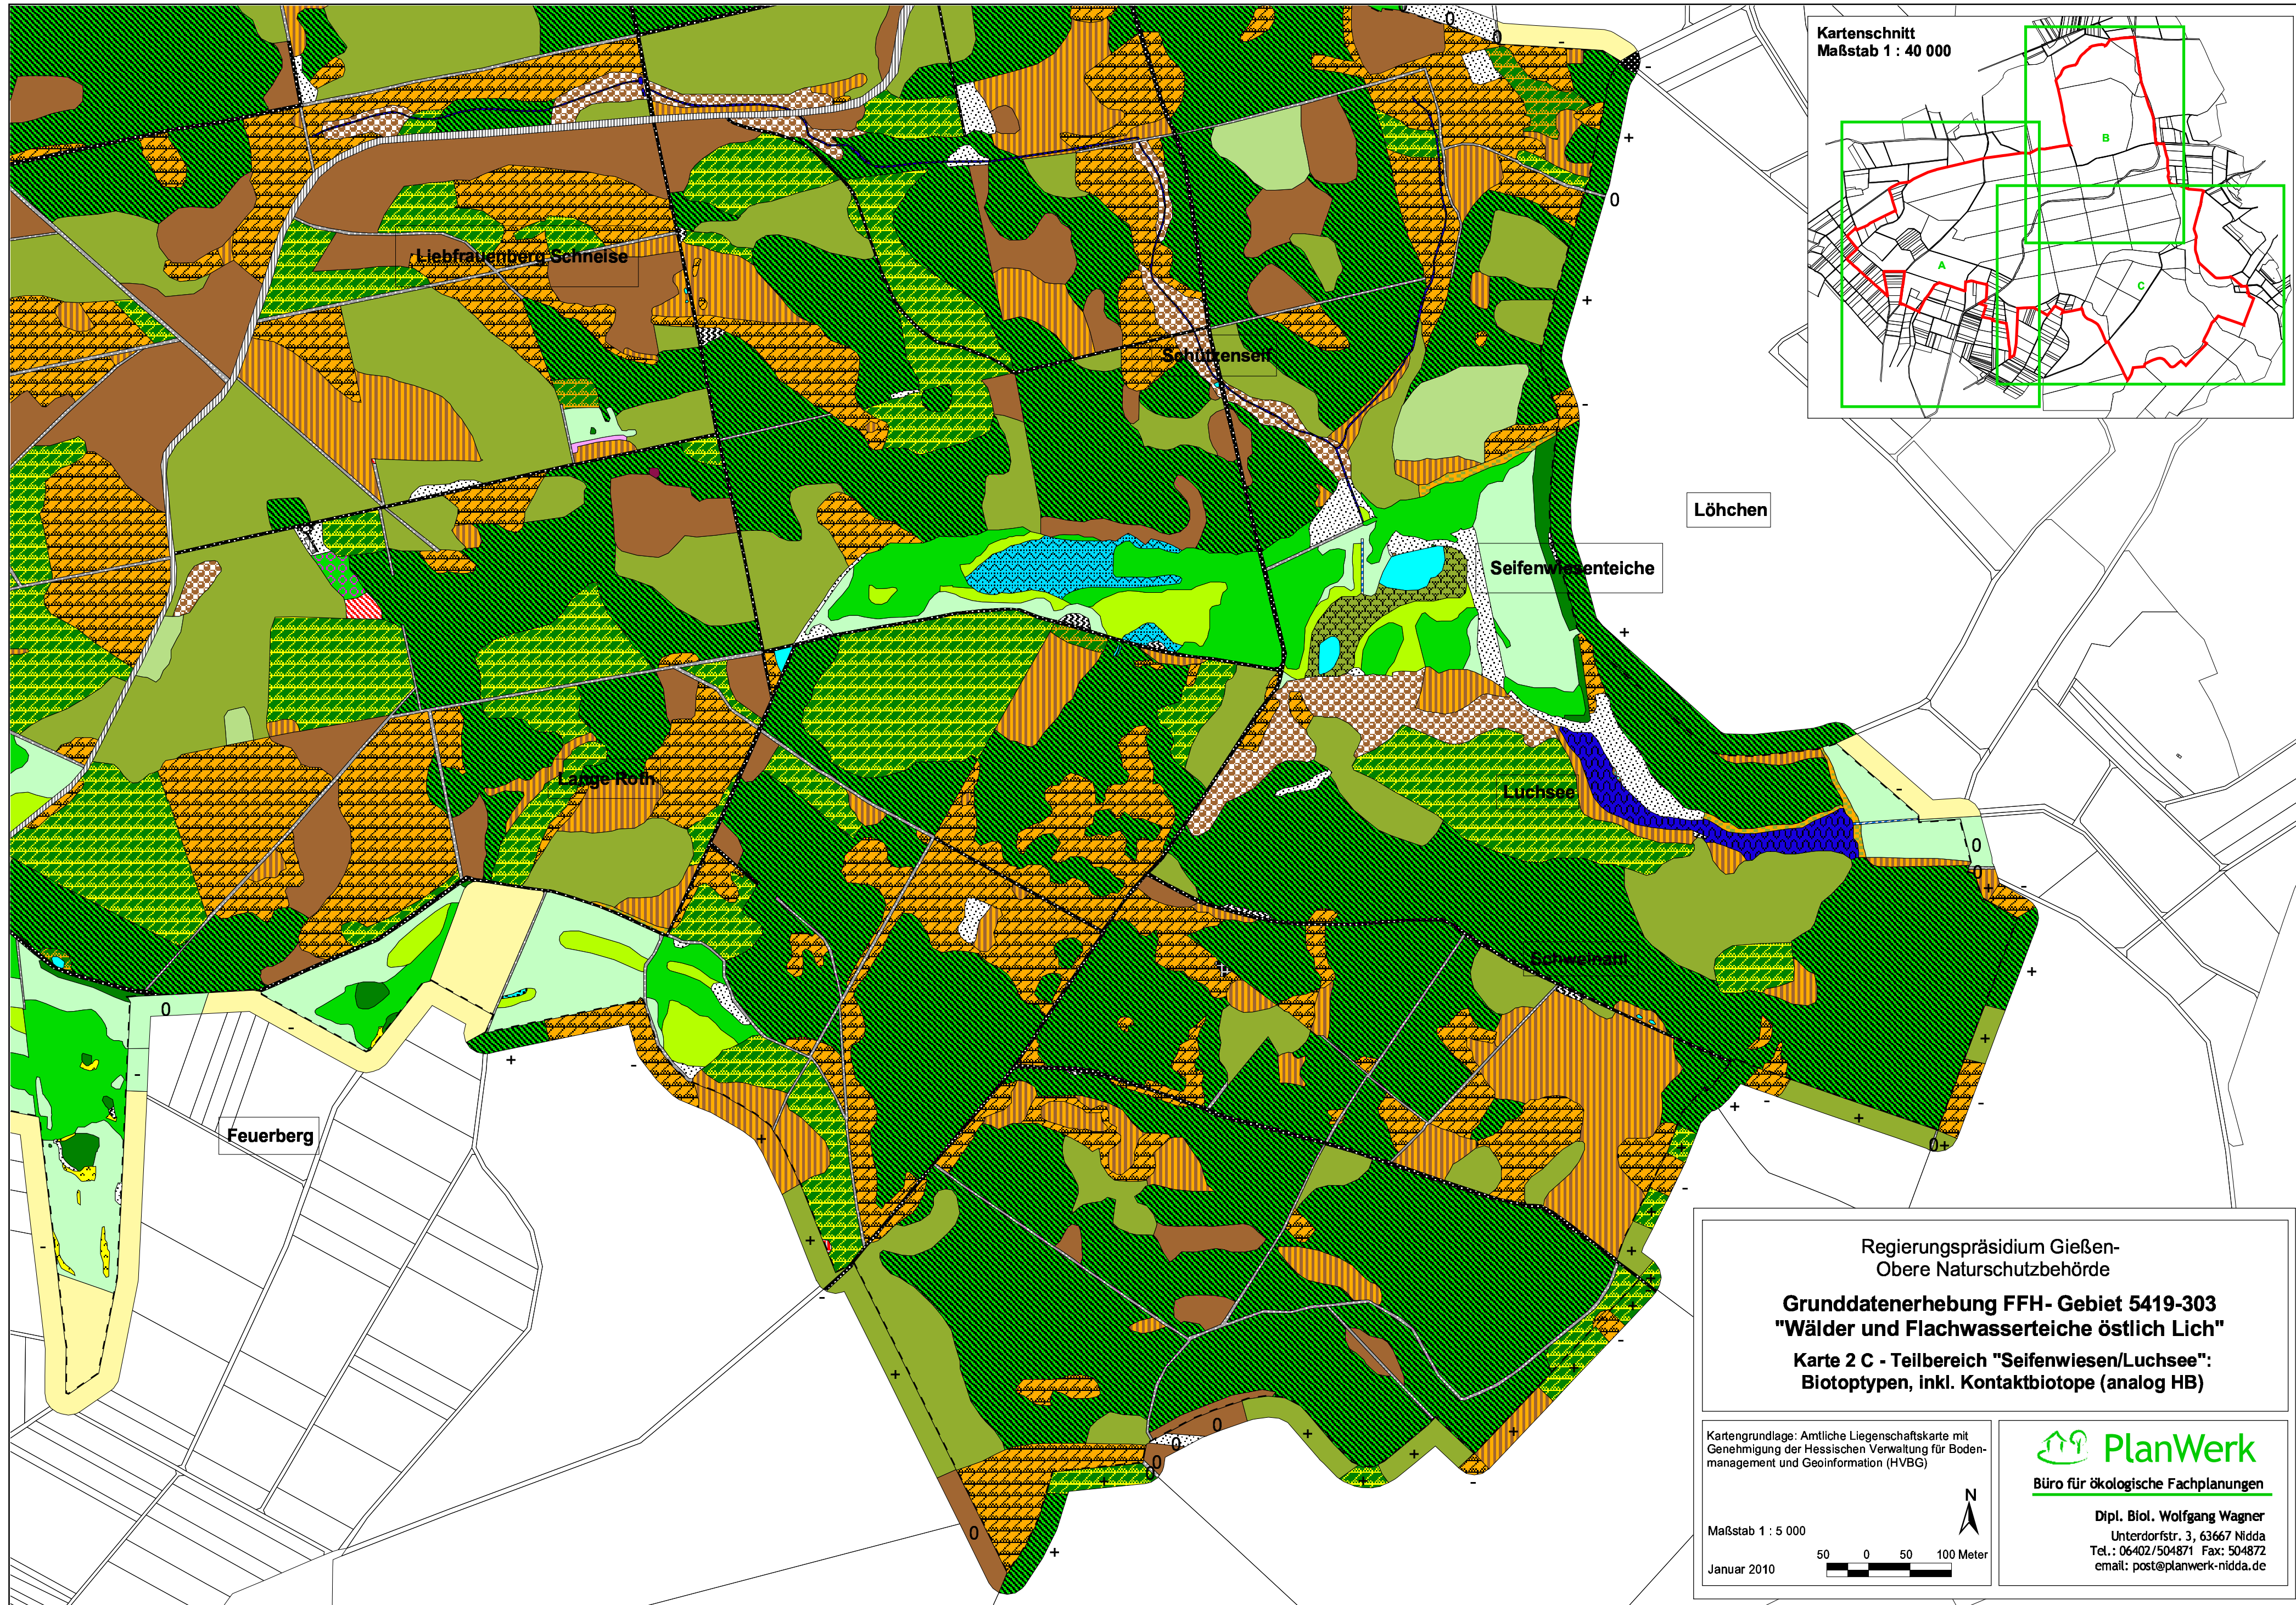 Kartenschnitt
Maßstab 1 : 40 000
B
A
C
Liebfrauenberg Schneise
Schützenseif
Löhchen
Seifenwiesenteiche
Lange Roth
Luchsee
Schweinahl
Feuerberg
Regierungspräsidium Gießen-
Obere Naturschutzbehörde
Grunddatenerhebung FFH- Gebiet 5419-303
"Wälder und Flachwasserteiche östlich Lich"
Karte 2 C - Teilbereich "Seifenwiesen/Luchsee":
Biotoptypen, inkl. Kontaktbiotope (analog HB)
Kartengrundlage: Amtliche Liegenschaftskarte mit
Genehmigung der Hessischen Verwaltung für Boden-
management und Geoinformation (HVBG)
N
Maßstab 1 : 5 000
50 0 50 100 Meter
Januar 2010
PlanWerk
Büro für ökologische Fachplanungen
Dipl. Biol. Wolfgang Wagner
Unterdorfstr. 3, 63667 Nidda
Tel.: 06402/504871 Fax: 504872
email: post@planwerk-nidda.de